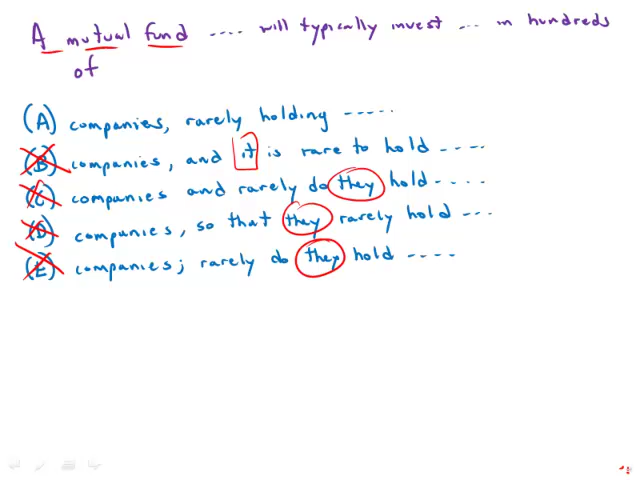 A mutual fund .... will typically invest ... in hundreds
of
(A) companies, rarely holding .....
(B) companies, and it is rare to hold ....
(C) companies and rarely do they hold ....
(D) companies, so that they rarely hold ...
(E) companies; rarely do they hold ....